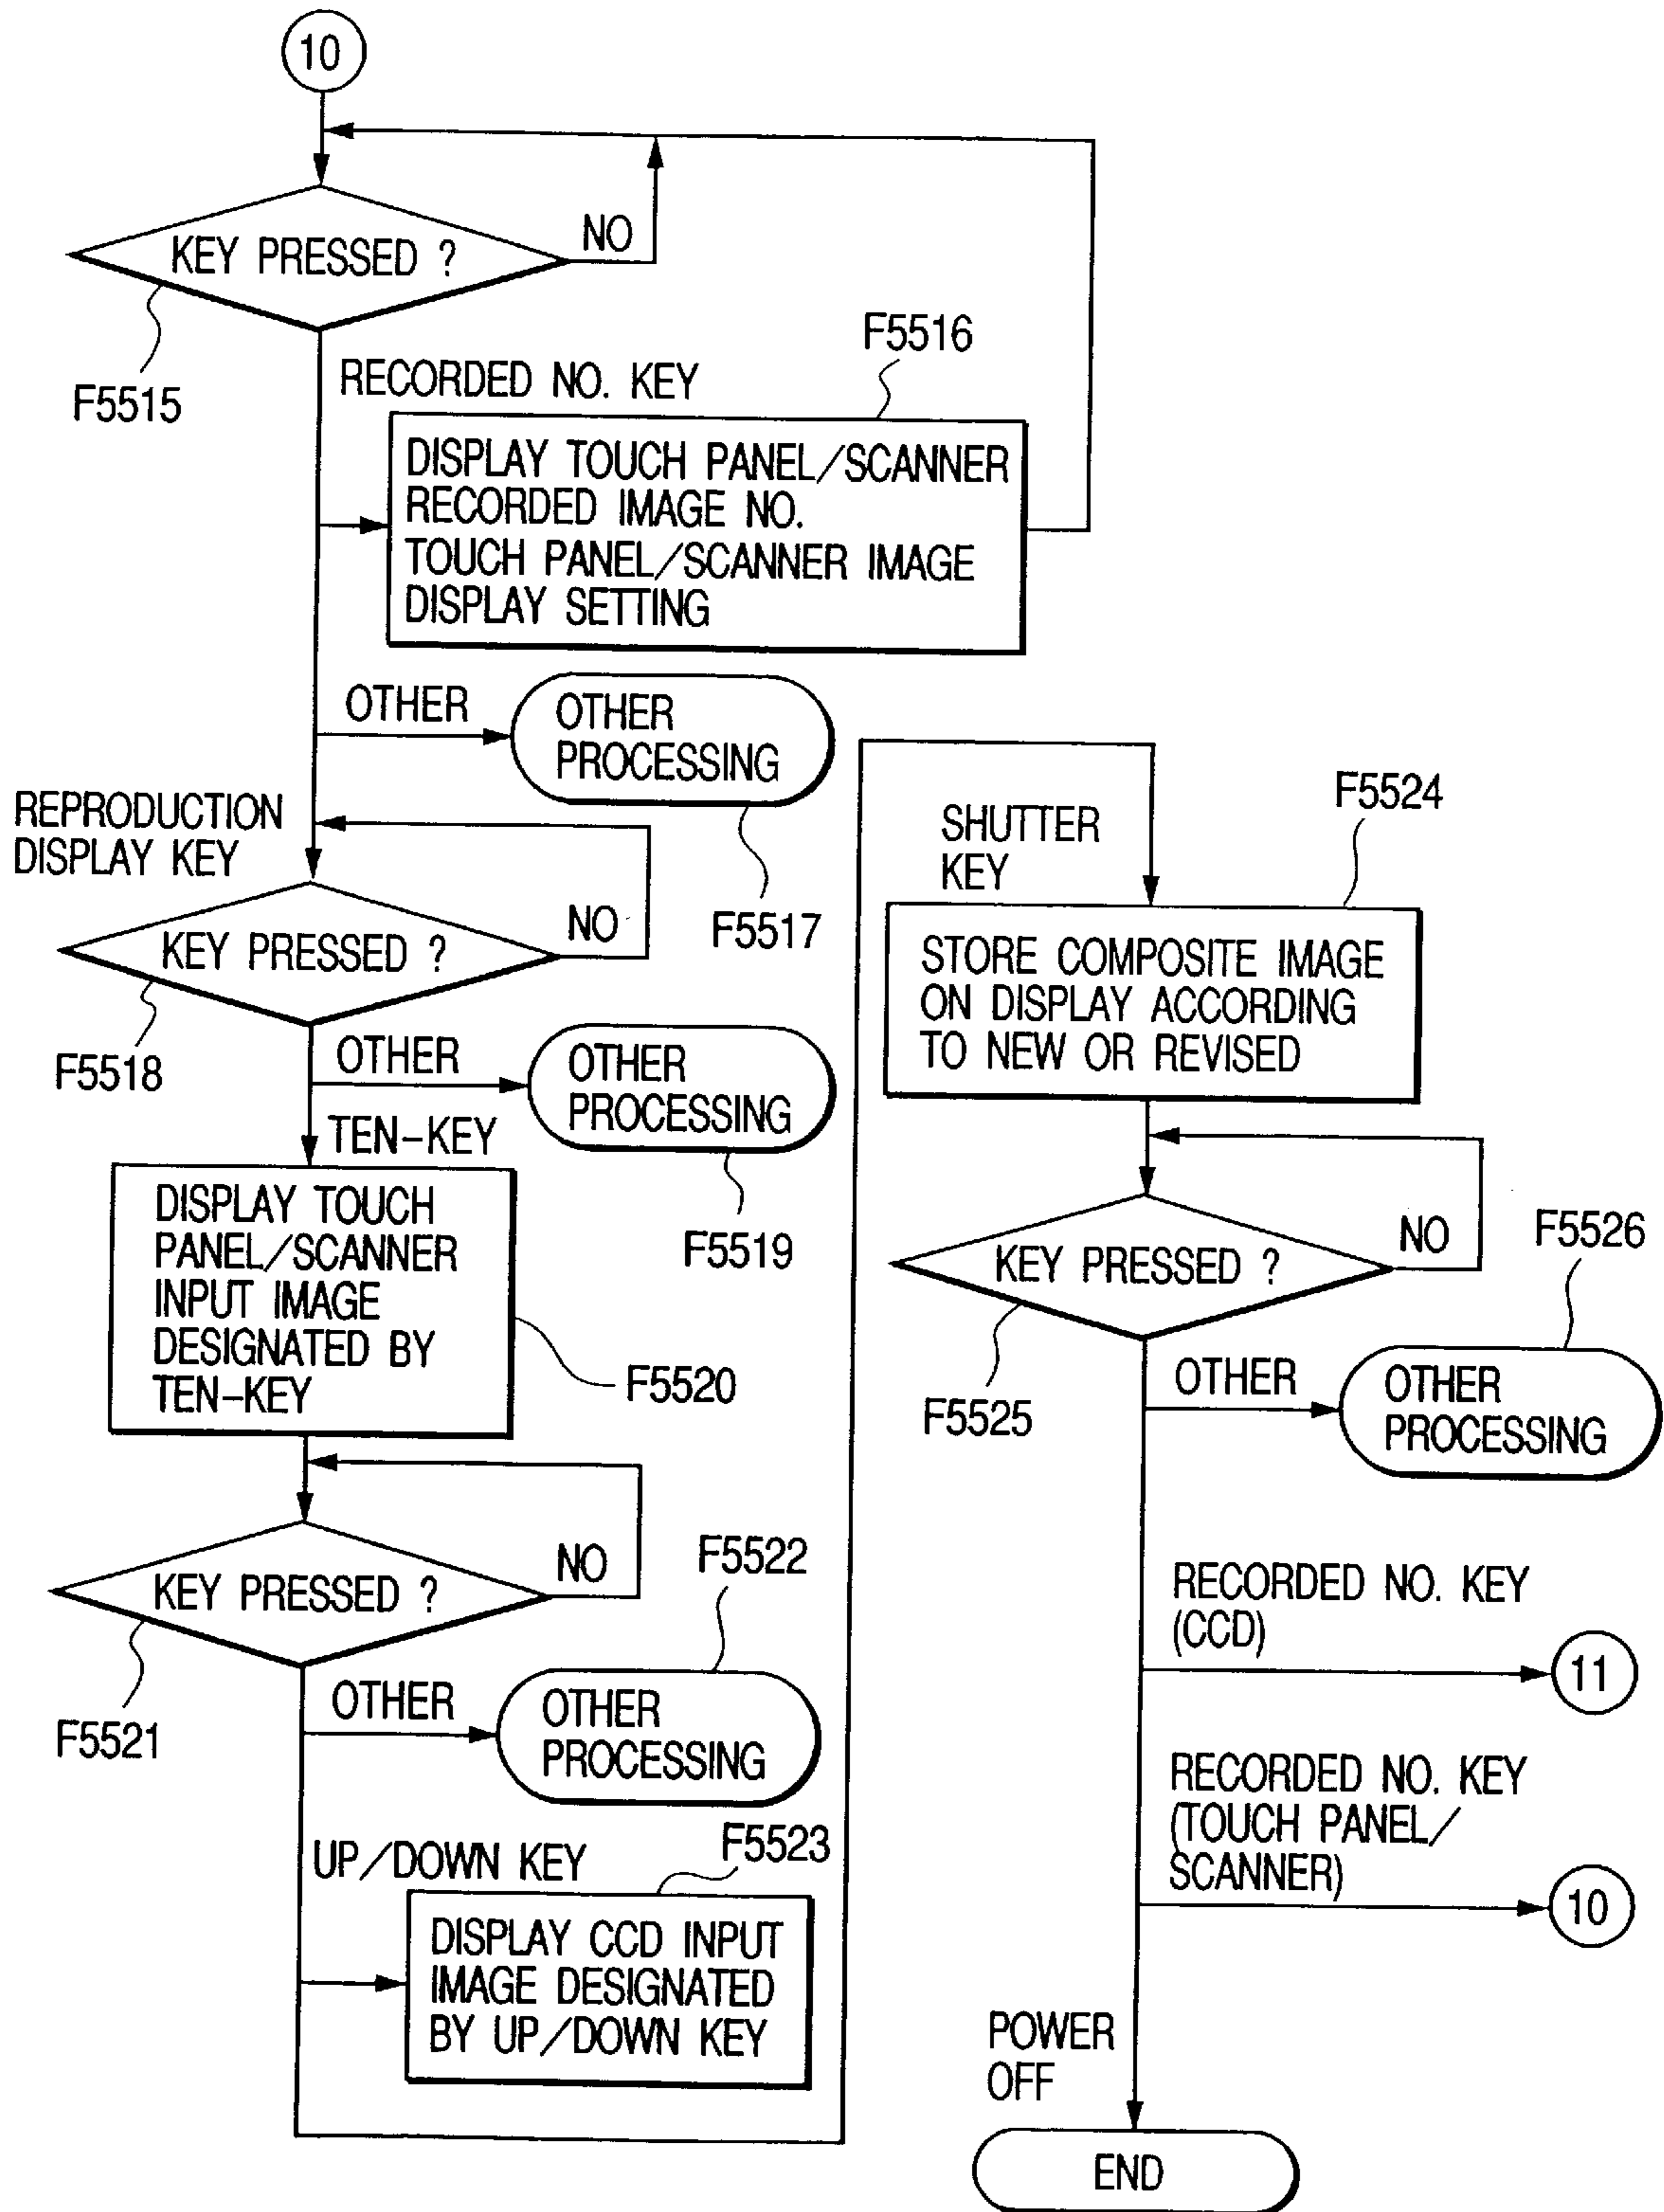 10
KEY PRESSED ?
NO
F5515
RECORDED NO. KEY
F5516
DISPLAY TOUCH PANEL/SCANNER
RECORDED IMAGE NO.
TOUCH PANEL/SCANNER IMAGE
DISPLAY SETTING
OTHER
OTHER
PROCESSING
F5517
REPRODUCTION
DISPLAY KEY
KEY PRESSED ?
NO
F5518
OTHER
OTHER
PROCESSING
F5519
TEN-KEY
DISPLAY TOUCH
PANEL/SCANNER
INPUT IMAGE
DESIGNATED BY
TEN-KEY
F5520
KEY PRESSED ?
NO
F5521
F5522
OTHER
OTHER
PROCESSING
UP/DOWN KEY
F5523
DISPLAY CCD INPUT
IMAGE DESIGNATED
BY UP/DOWN KEY
SHUTTER
KEY
F5524
STORE COMPOSITE IMAGE
ON DISPLAY ACCORDING
TO NEW OR REVISED
KEY PRESSED ?
NO
F5525
F5526
OTHER
OTHER
PROCESSING
RECORDED NO. KEY
(CCD)
11
RECORDED NO. KEY
(TOUCH PANEL/
SCANNER)
10
POWER
OFF
END